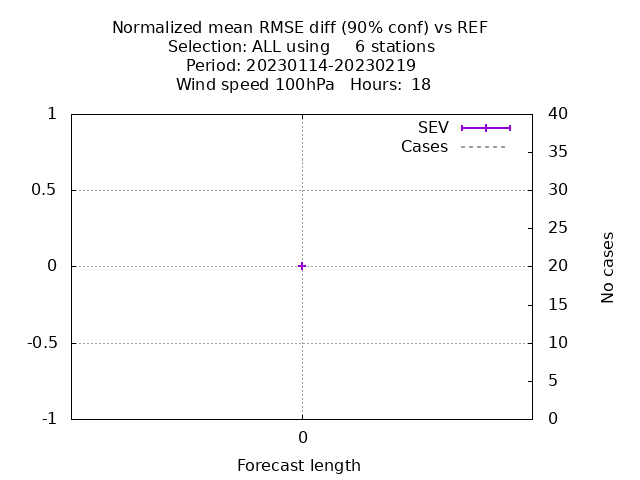 Normalized mean RMSE diff (90% conf) vs REF
Selection: ALL using     6 stations
Period: 20230114-20230219
Wind speed 100hPa   Hours:  18
SEV
Cases
1
0.5
0
-0.5
-1
40
35
30
25
20
15
10
5
0
No cases
0
Forecast length